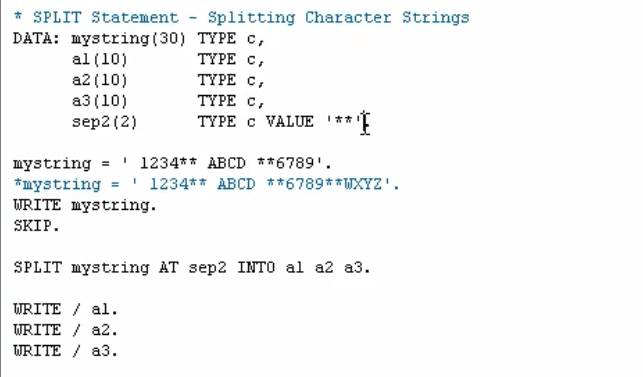 * SPLIT Statement - Splitting Character Strings
DATA: mystring(30) TYPE c,
      a1(10)       TYPE c,
      a2(10)       TYPE c,
      a3(10)       TYPE c,
      sep2(2)      TYPE c VALUE '**'.

mystring = ' 1234** ABCD **6789'.
*mystring = ' 1234** ABCD **6789**WXYZ'.
WRITE mystring.
SKIP.

SPLIT mystring AT sep2 INTO a1 a2 a3.

WRITE / a1.
WRITE / a2.
WRITE / a3.